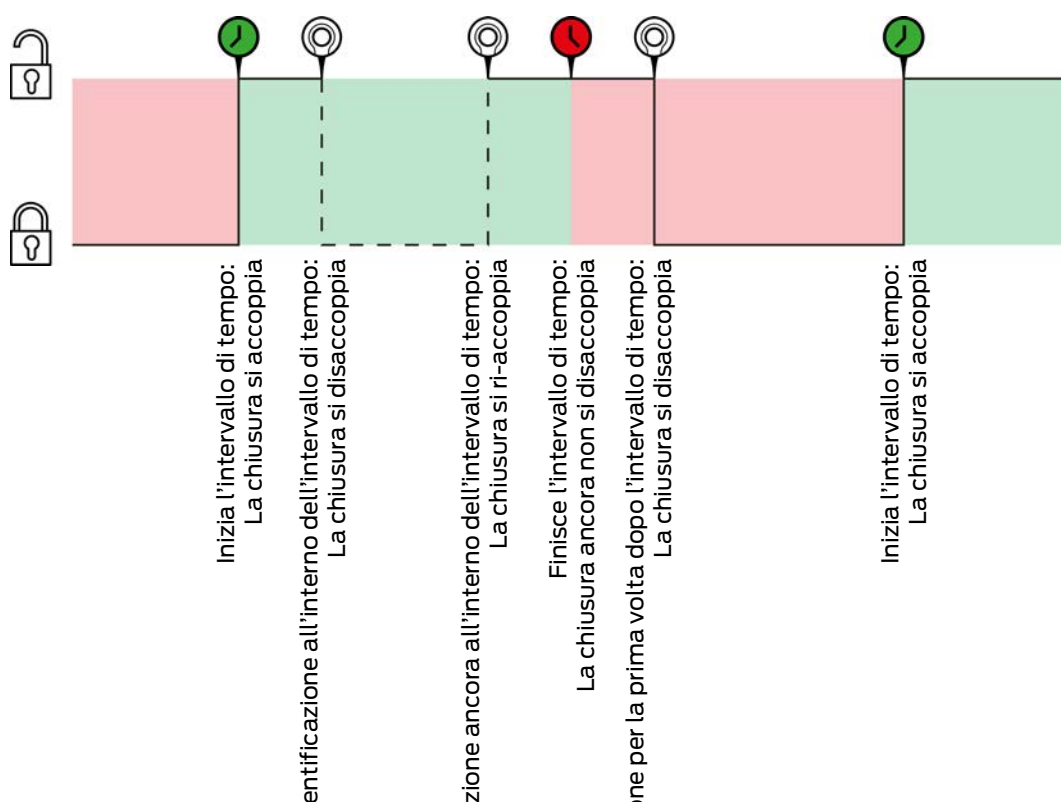 Inizia l'intervallo di tempo:
La chiusura si accoppia
entificazione all'interno dell'intervallo di tempo:
La chiusura si disaccoppia
zione ancora all'interno dell'intervallo di tempo:
La chiusura si ri-accoppia
Finisce l'intervallo di tempo:
La chiusura ancora non si disaccoppia
one per la prima volta dopo l'intervallo di tempo:
La chiusura si disaccoppia
Inizia l'intervallo di tempo:
La chiusura si accoppia